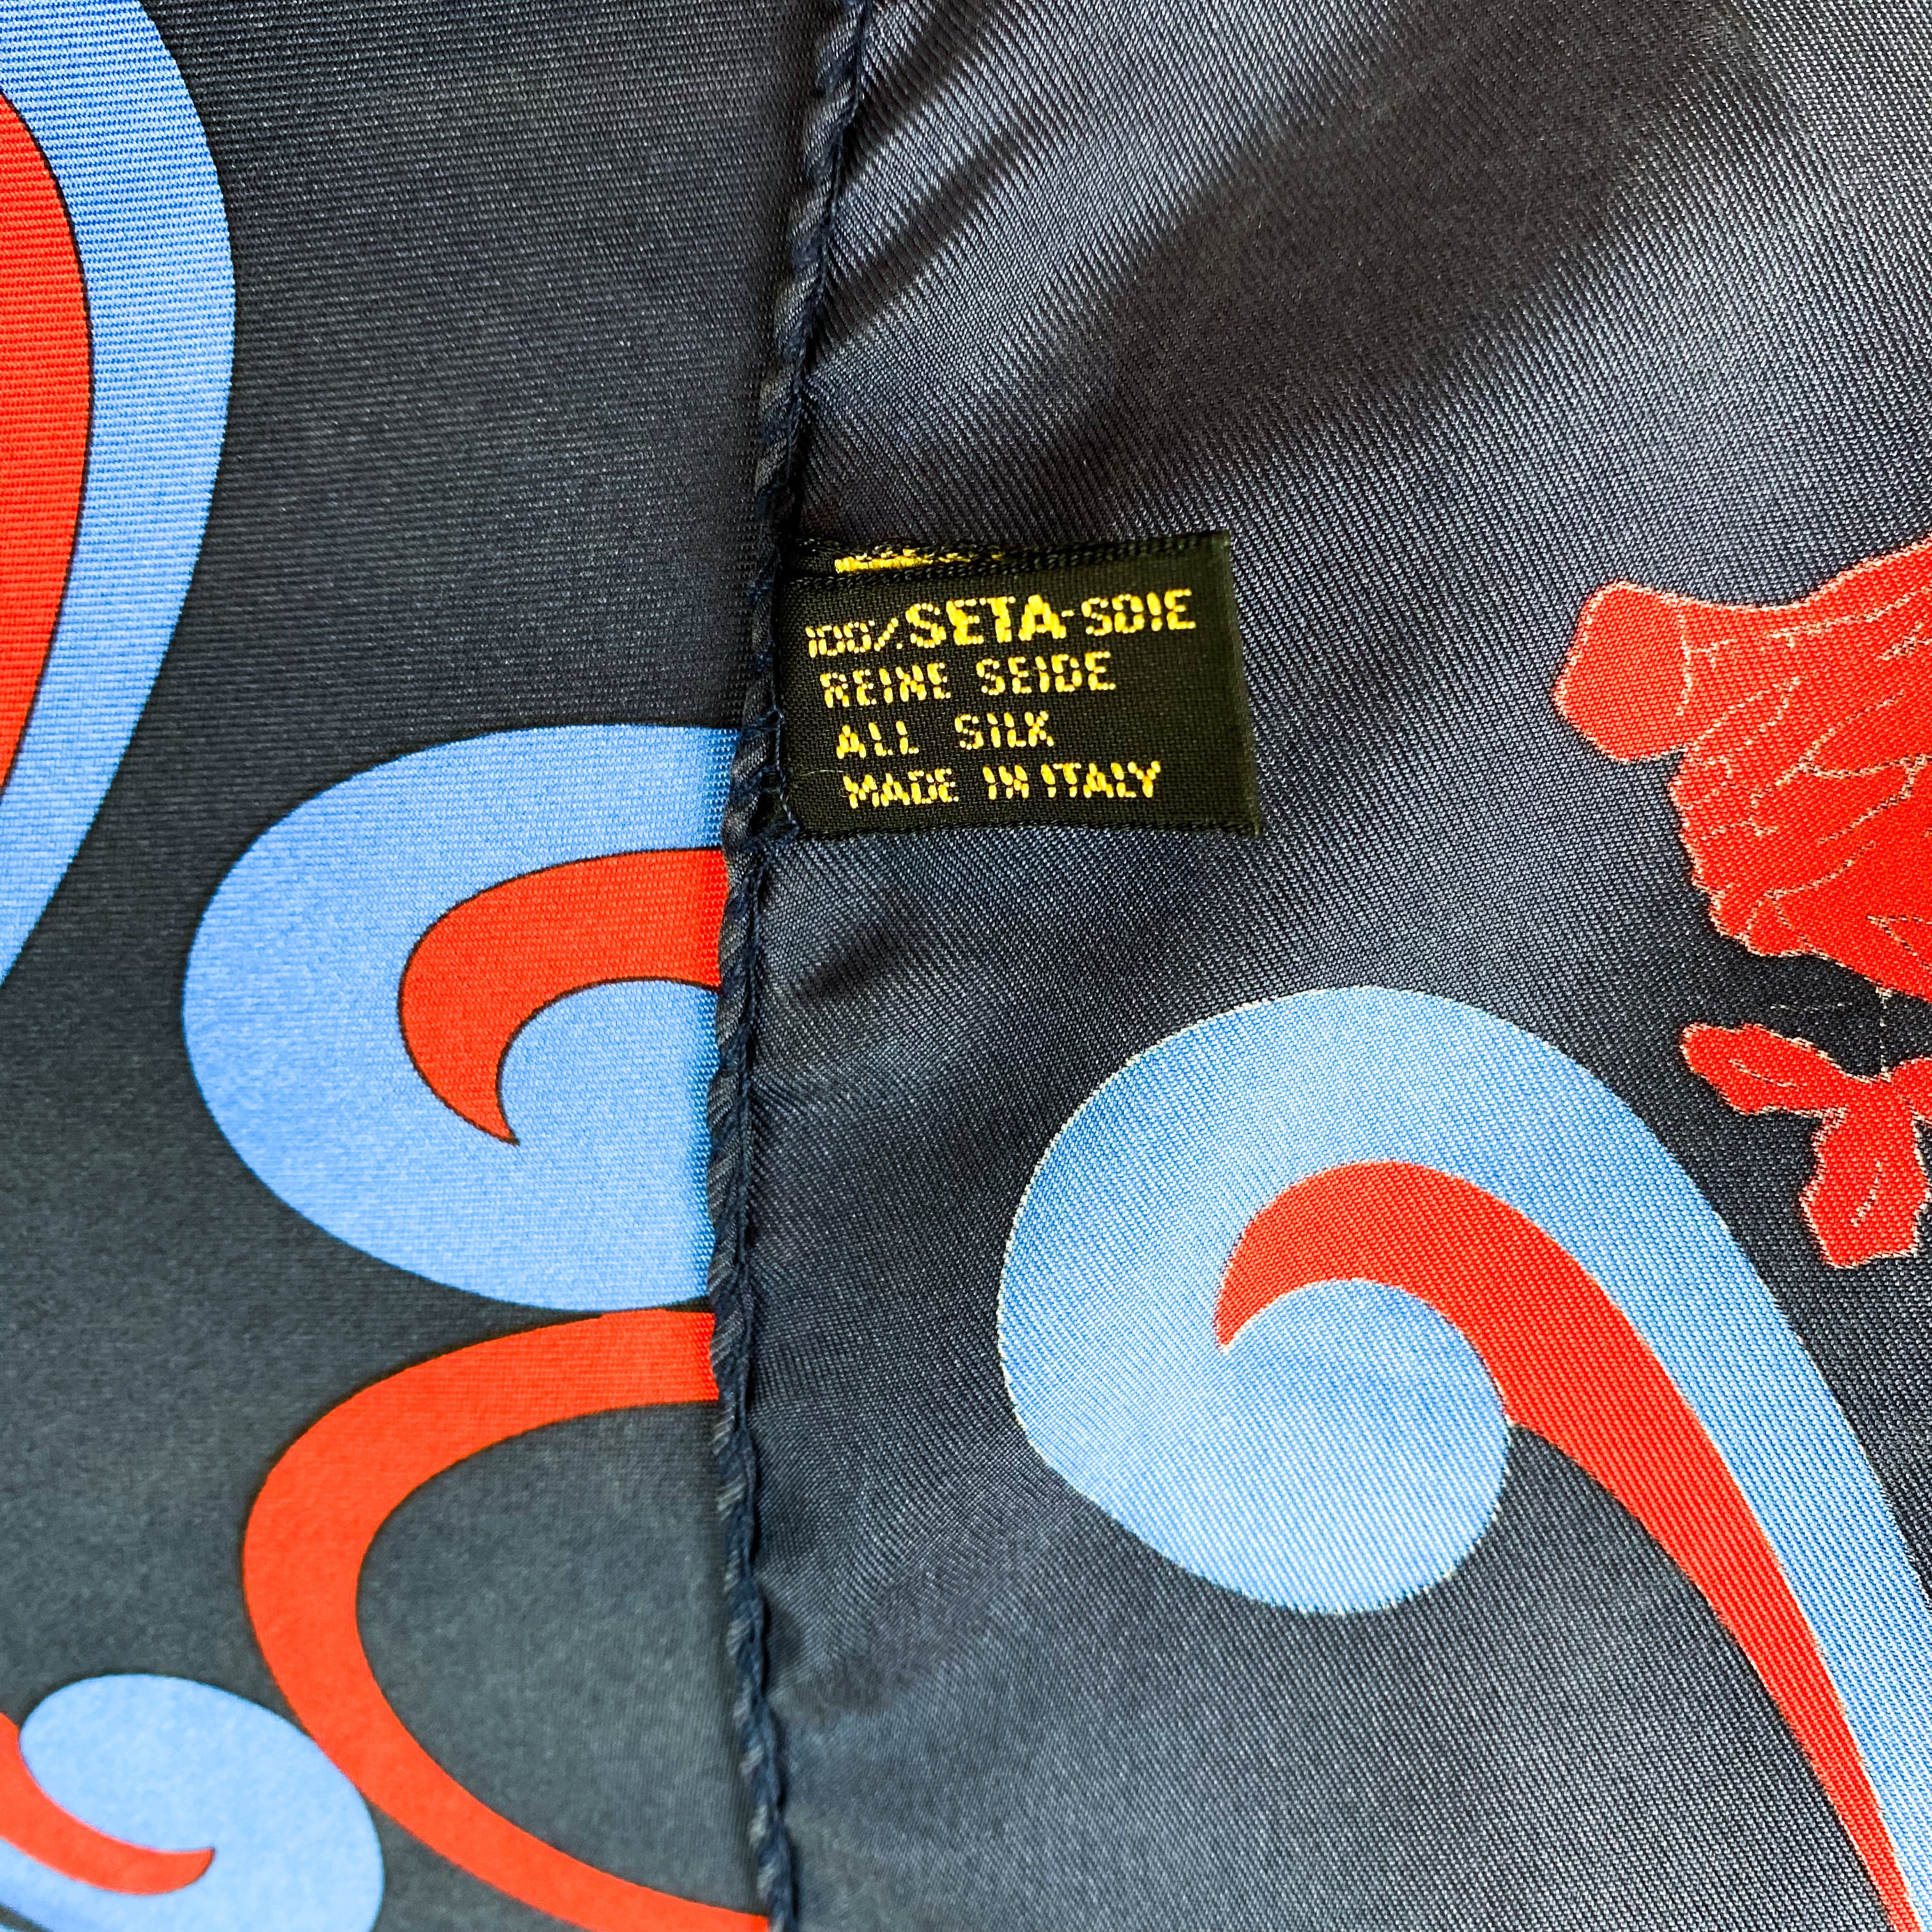 100% SETA-SOIE
REINE SEIDE
ALL SILK
MADE IN ITALY